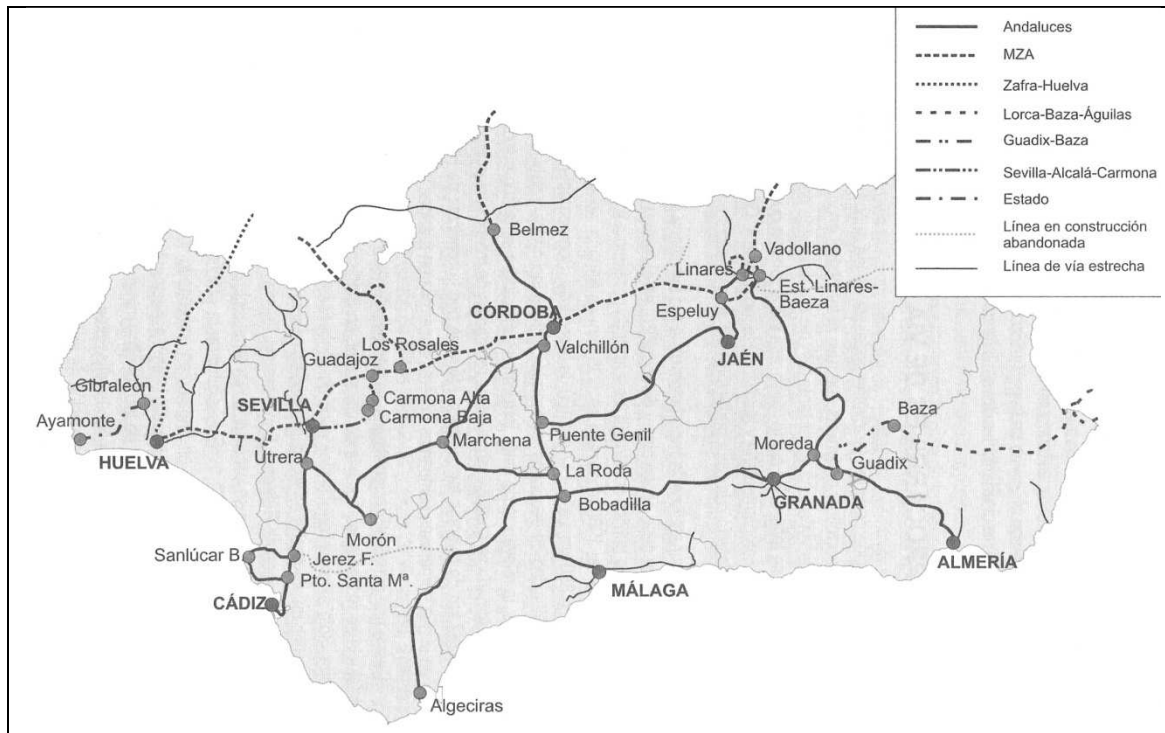 Andaluces
MZA
Zafra-Huelva
Lorca-Baza-Águilas
Guadix-Baza
Sevilla-Alcalá-Carmona
Estado
Línea en construcción
abandonada
Línea de vía estrecha
Belmez
Vadollano
Linares
Est. Linares-
Baeza
Espeluy
CÓRDOBA
Valchillón
JAÉN
Los Rosales
Guadajoz
Gibraleón
Carmona Alta
SEVILLA
Carmona Baja
Ayamonte
Baza
Puente Genil
Marchena
Moreda
HUELVA
Utrera
Guadix
La Roda
Bobadilla
GRANADA
Morón
Sanlúcar B.
Jerez F.
ALMERÍA
Pto. Santa Mª.
MÁLAGA
CÁDIZ
Algeciras